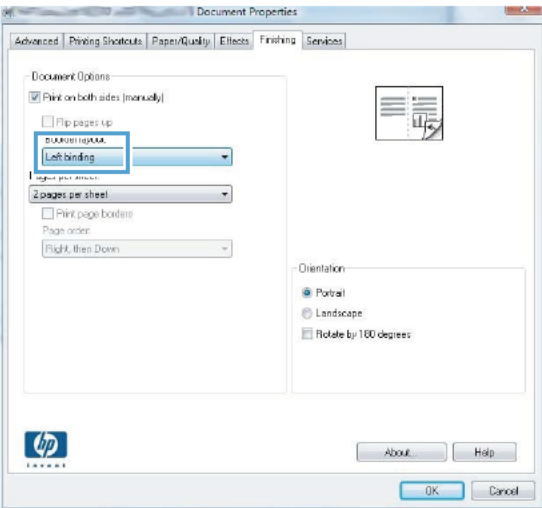 Document Properties
Advanced Printing Shortcuts Paper/Quality Effects Finishing Services
Document Options
Print on both sides (manually)
Flip pages up
Booklet layout:
Left binding
Pages per sheet:
2 pages per sheet
Print page borders
Page order:
Right, then Down
Orientation
Portrait
Landscape
Rotate by 180 degrees
hp
invent
About... Help
OK Cancel